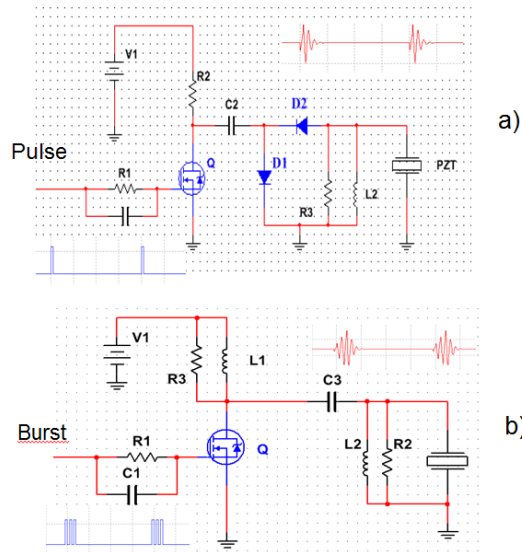 V1
R2
C2
D2
a)
Pulse
R1
Q
D1
R3
L2
PZT
V1
R3
L1
C3
b)
Burst
R1
C1
Q
L2
R2